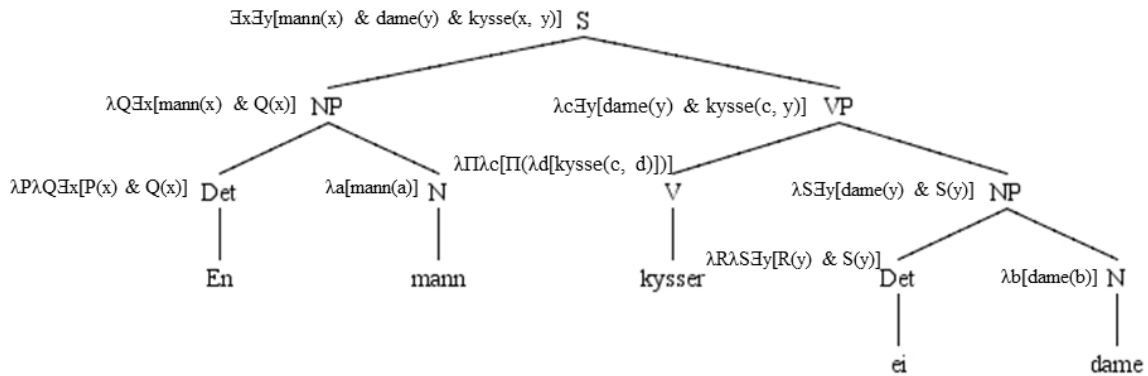 ∃x∃y[mann(x) & dame(y) & kysse(x, y)] S
λQ∃x[mann(x) & Q(x)] NP λc∃y[dame(y) & kysse(c, y)] VP
λΠλc[Π(λd[kysse(c, d)])]
λPλQ∃x[P(x) & Q(x)] Det λa[mann(a)] N V λS∃y[dame(y) & S(y)] NP
λRλS∃y[R(y) & S(y)]
En mann kysser Det λb[dame(b)] N
ei dame